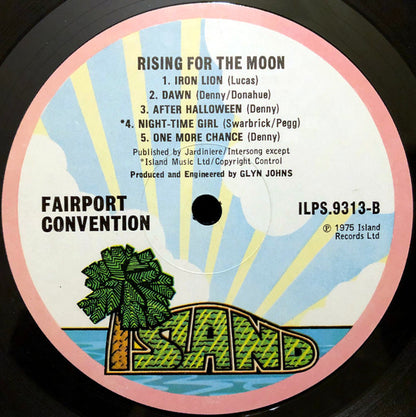 RISING FOR THE MOON
1. IRON LION (Lucas)
2. DAWN (Denny/Donahue)
3. AFTER HALLOWEEN (Denny)
*4. NIGHT-TIME GIRL (Swarbrick/Pegg)
5. ONE MORE CHANCE (Denny)
Published by Jardiniere/Intersong except
*Island Music Ltd/Copyright Control
Produced and Engineered by GLYN JOHNS
FAIRPORT
CONVENTION
ILPS.9313-B
℗ 1975 Island
Records Ltd
ISLAND